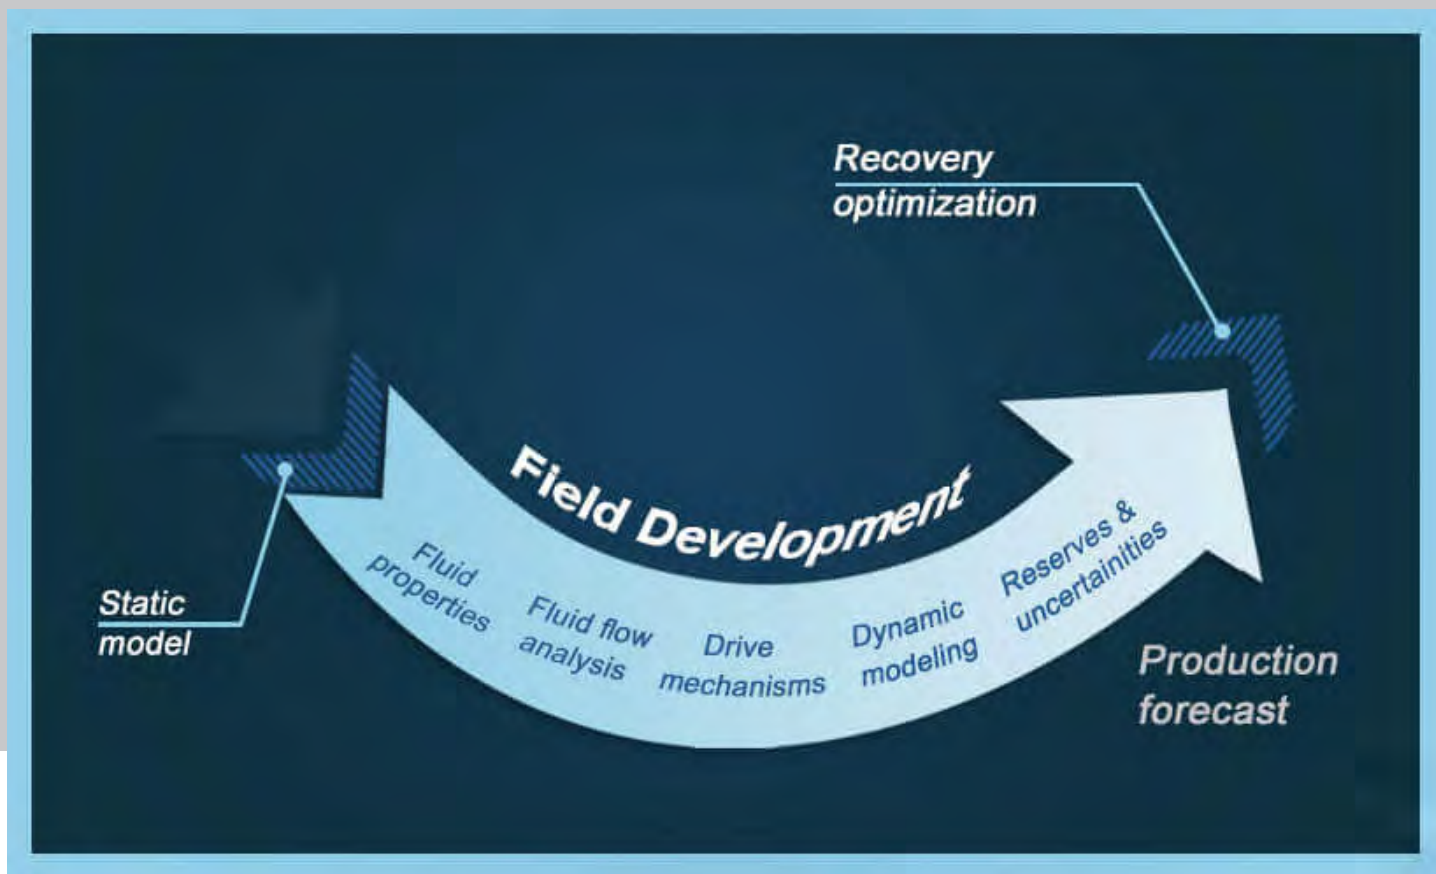 Recovery
optimization
Field Development
Static
model
Fluid
properties
Fluid flow
analysis
Drive
mechanisms
Dynamic
modeling
Reserves &
uncertainities
Production
forecast